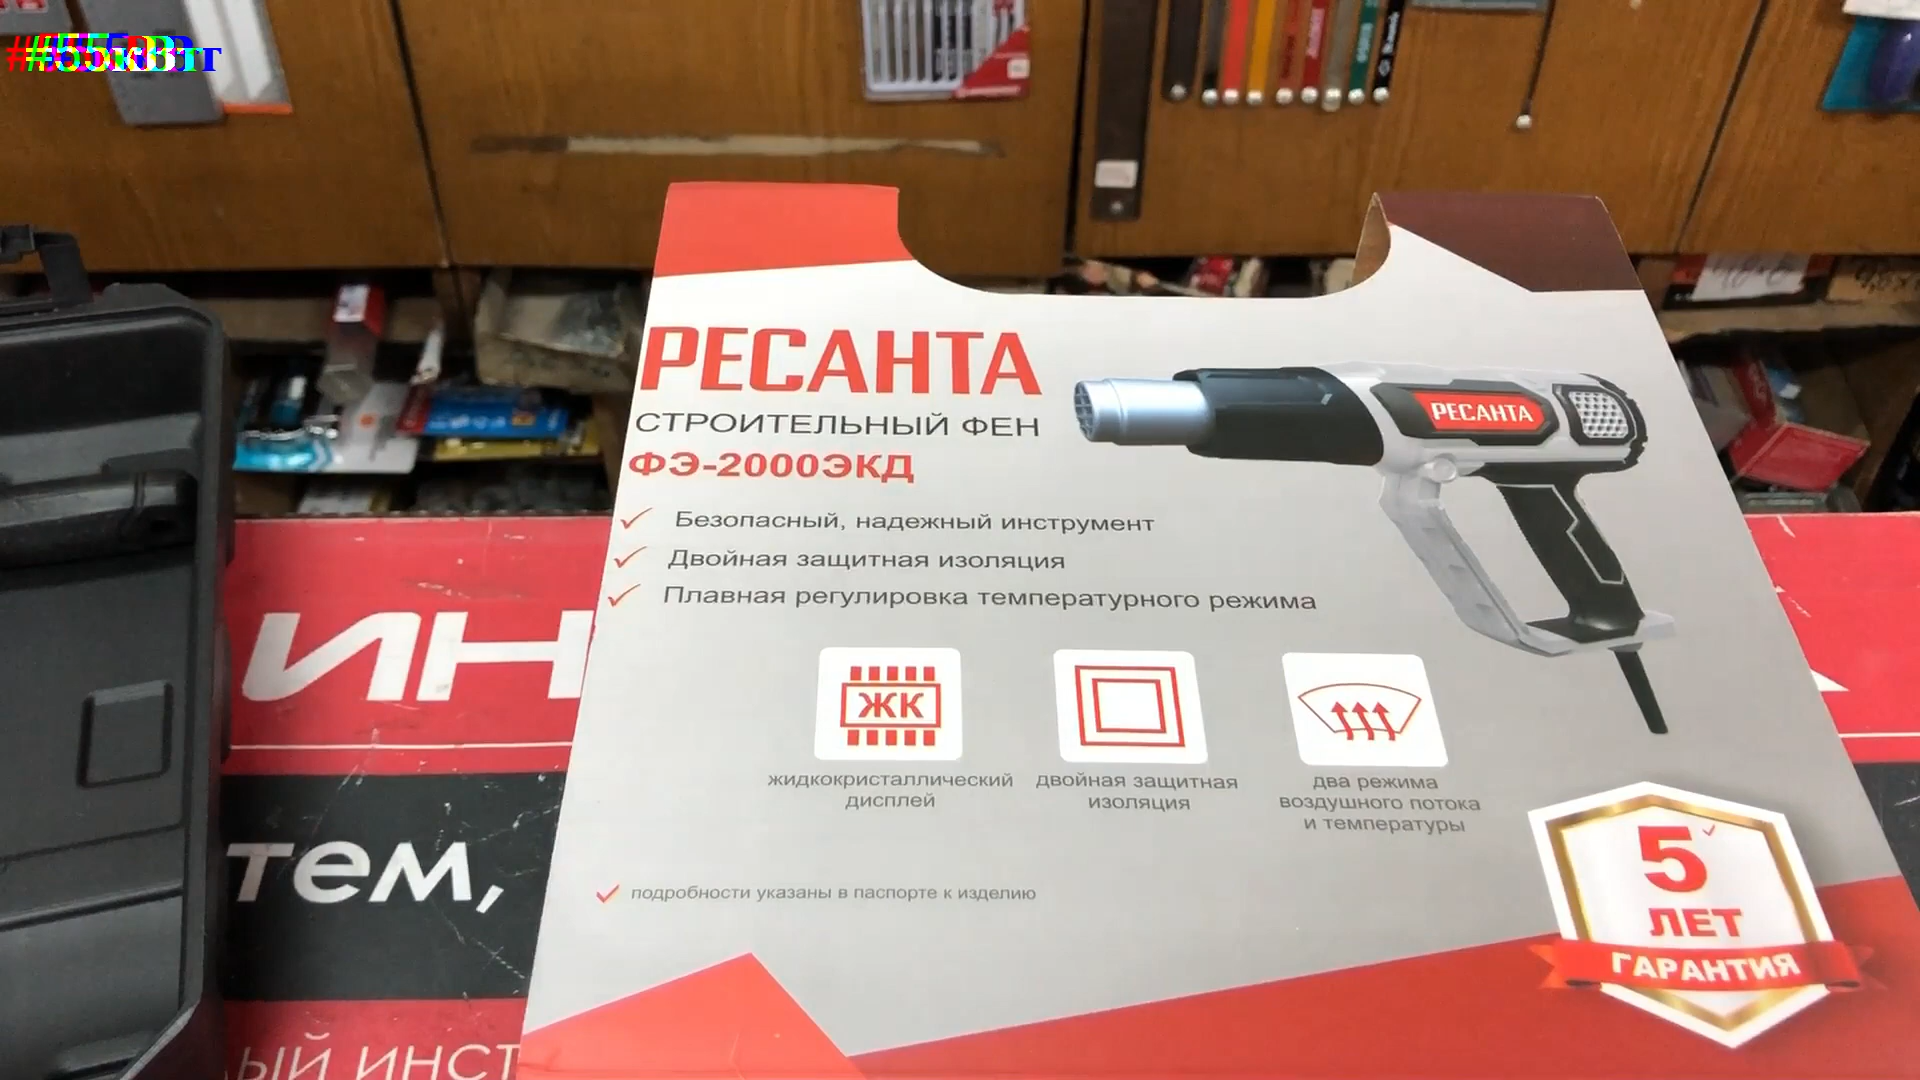 #55кВт
РЕСАНТА
СТРОИТЕЛЬНЫЙ ФЕН
ФЭ-2000ЭКД
Безопасный, надежный инструмент
Двойная защитная изоляция
Плавная регулировка температурного режима
РЕСАНТА
ЖК
жидкокристаллический
дисплей
двойная защитная
изоляция
два режима
воздушного потока
и температуры
подробности указаны в паспорте к изделию
5
ЛЕТ
ГАРАНТИЯ
ИН
тем,
ЫЙ ИНСТ